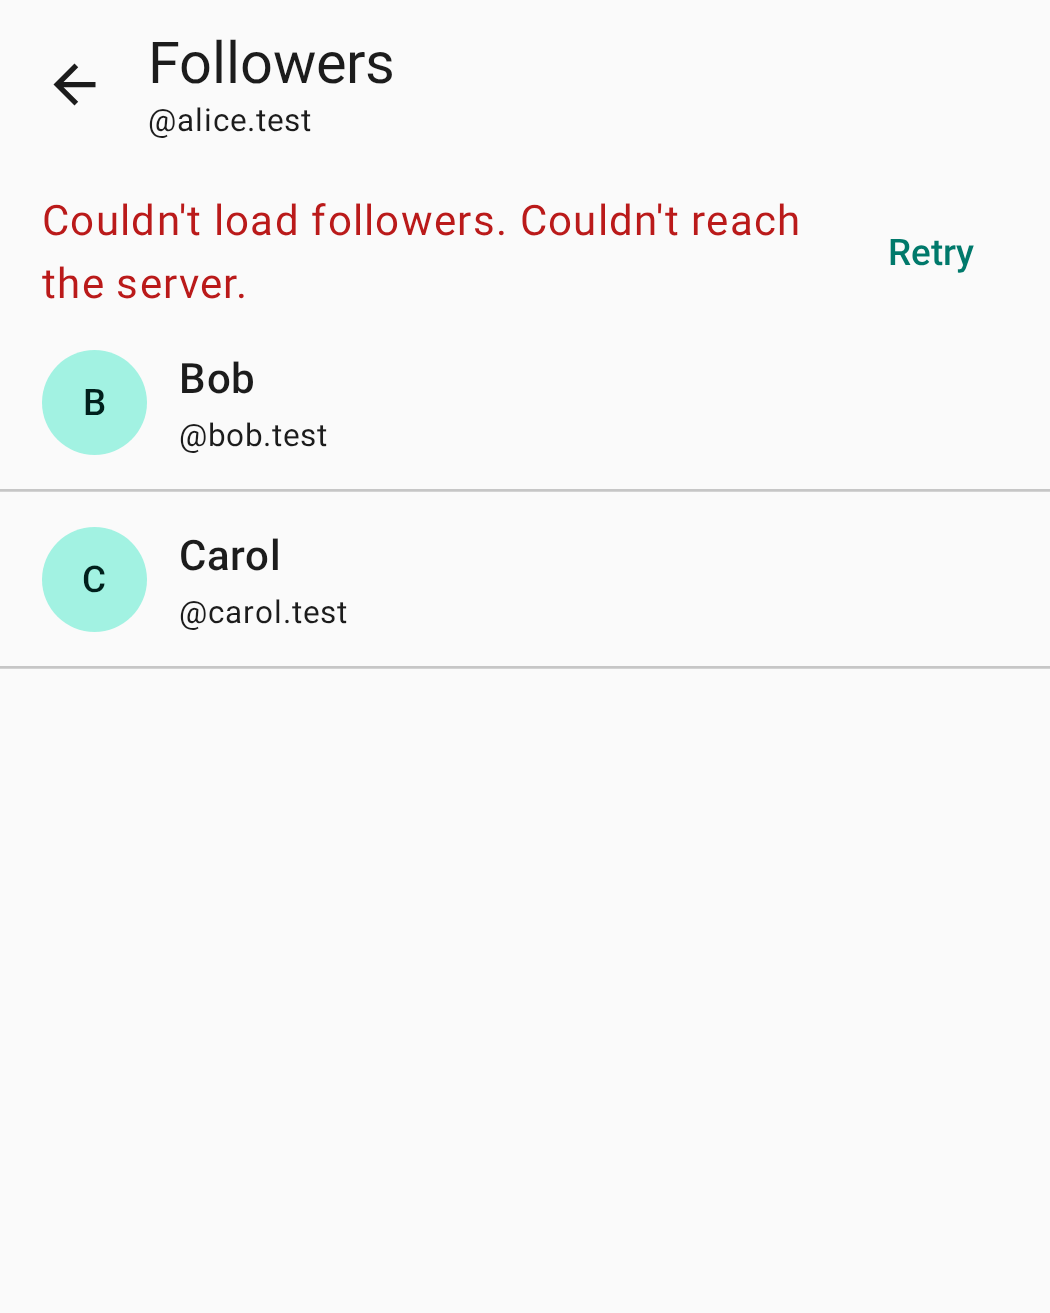 Followers
@alice.test
Couldn't load followers. Couldn't reach
the server.
Retry
B
Bob
@bob.test
C
Carol
@carol.test